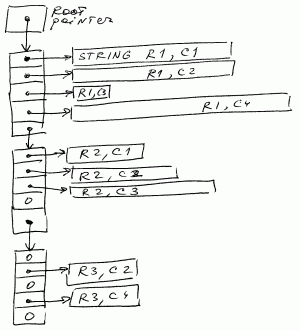 ROOT
pointer
STRING R1, C1
R1, C2
R1,C3
R1, C4
R2, C1
R2, C2
R2, C3
0
0
R3, C2
0
R3, C4
0